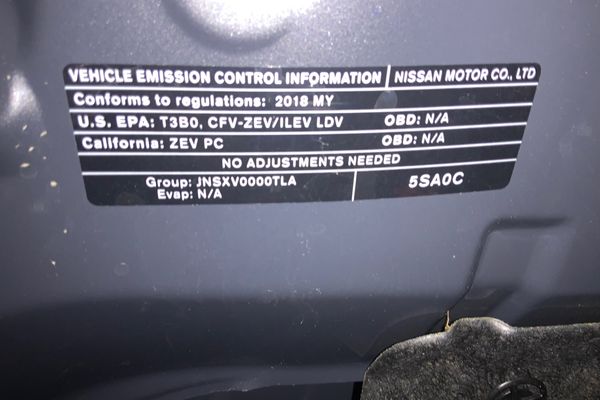 VEHICLE EMISSION CONTROL INFORMATION NISSAN MOTOR CO., LTD
Conforms to regulations: 2018 MY
U.S. EPA: T3B0, CFV-ZEV/ILEV LDV OBD: N/A
California: ZEV PC OBD: N/A
NO ADJUSTMENTS NEEDED
Group: JNSXV0000TLA 5SA0C
Evap: N/A